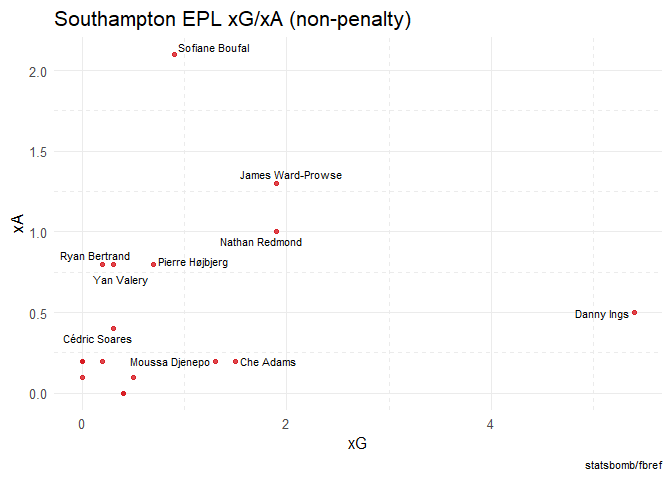 Southampton EPL xG/xA (non-penalty)
Sofiane Boufal
2.0
1.5
James Ward-Prowse
xA
1.0
Nathan Redmond
Ryan Bertrand
Pierre Højbjerg
Yan Valery
0.5
Danny Ings
Cédric Soares
Moussa Djenepo
Che Adams
0.0
0
2
4
xG
statsbomb/fbref